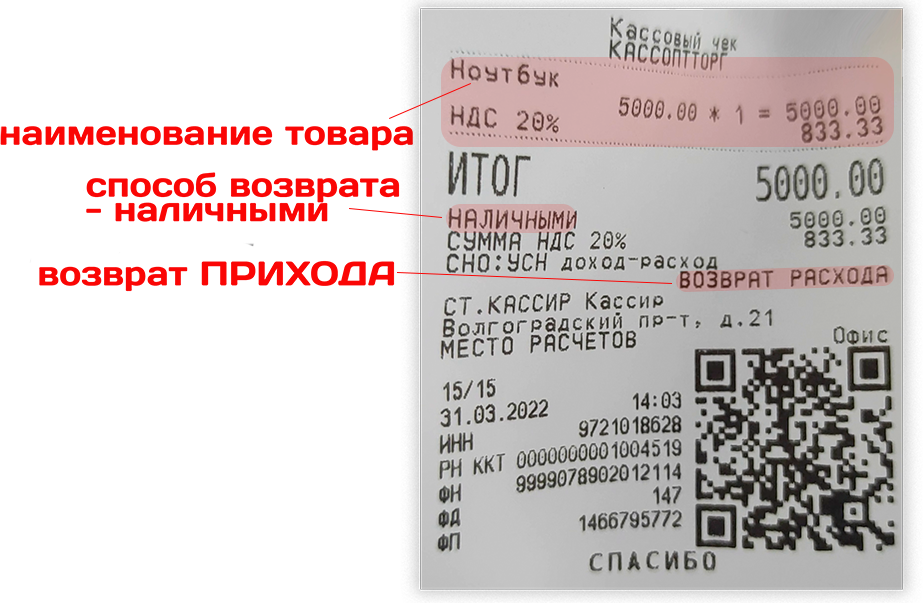 Кассовый чек
КАССОПТТОРГ
Ноутбук
5000.00 * 1 = 5000.00
НДС 20% 833.33
наименование товара
ИТОГ 5000.00
способ возврата
- наличными
НАЛИЧНЫМИ 5000.00
СУММА НДС 20% 833.33
СНО:УСН доход-расход
возврат ПРИХОДА
ВОЗВРАТ РАСХОДА
СТ.КАССИР Кассир
Волгоградский пр-т, д.21
МЕСТО РАСЧЕТОВ Офис
15/15
31.03.2022 14:03
ИНН 9721018628
РН ККТ 0000000001004519
ФН 9999078902012114
ФД 147
ФП 1466795772
СПАСИБО